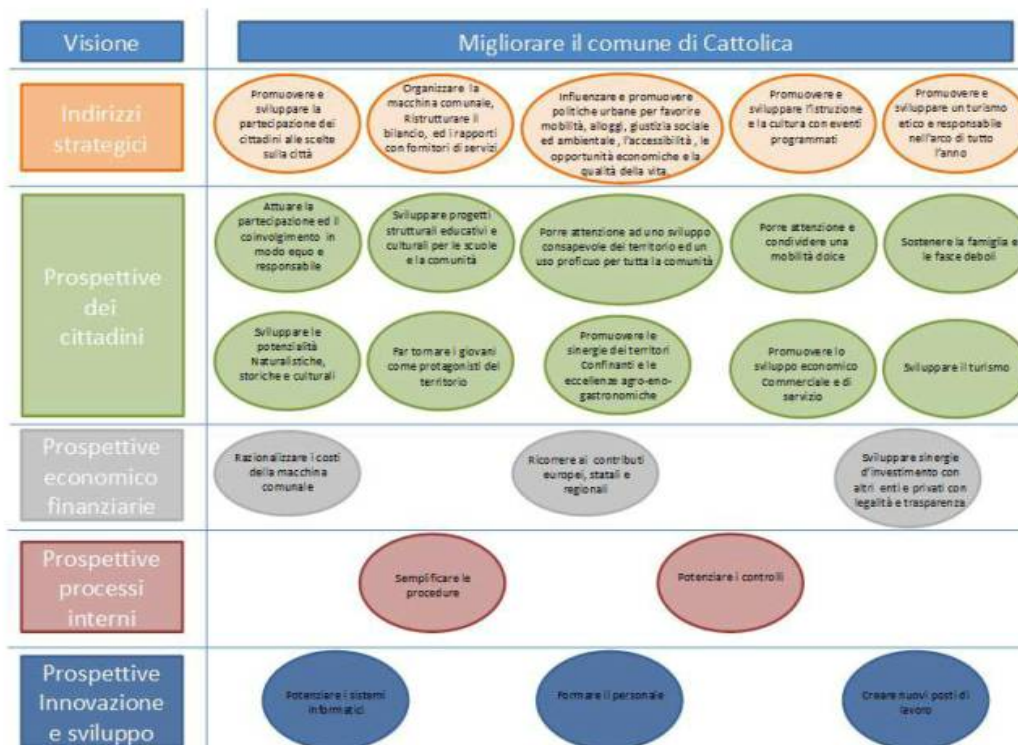 Visione
Migliorare il comune di Cattolica
Indirizzi
strategici
Promuovere e
sviluppare la
partecipazione dei
cittadini alle scelte
sulla città
Organizzare la
macchina comunale,
Ristrutturare il
bilancio, ed i rapporti
con fornitori di servizi
Influenzare e promuovere
politiche urbane per favorire
mobilità, alloggi, giustizia sociale
ed ambientale, l'accessibilità, le
opportunità economiche e la
qualità della vita.
Promuovere e
sviluppare l'istruzione
e la cultura con eventi
programmati
Promuovere e
sviluppare un turismo
etico e responsabile
nell'arco di tutto
l'anno
Prospettive
dei
cittadini
Attuare la
partecipazione ed il
coinvolgimento in
modo equo e
responsabile
Sviluppare progetti
strutturali educativi e
culturali per le scuole
e la comunità
Porre attenzione ad uno sviluppo
consapevole del territorio ed un
uso proficuo per tutta la comunità
Porre attenzione e
condividere una
mobilità dolce
Sostenere la famiglia e
le fasce deboli
Sviluppare le
potenzialità
Naturalistiche,
storiche e culturali
Far tornare i giovani
come protagonisti del
territorio
Promuovere le
sinergie dei territori
Confinanti e le
eccellenze agro-eno-
gastronomiche
Promuovere lo
sviluppo economico
Commerciale e di
servizio
Sviluppare il turismo
Prospettive
economico
finanziarie
Razionalizzare i costi
della macchina
comunale
Ricorrere ai contributi
europei, statali e
regionali
Sviluppare sinergie
d'investimento con
altri enti e privati con
legalità e trasparenza
Prospettive
processi
interni
Semplificare le
procedure
Potenziare i controlli
Prospettive
Innovazione
e sviluppo
Potenziare i sistemi
informatici
Formare il personale
Creare nuovi posti di
lavoro